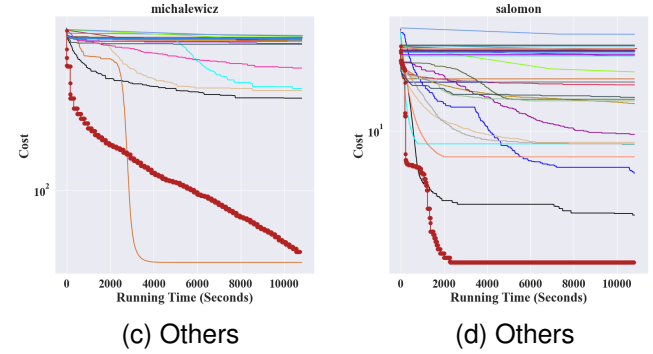 michalewicz
Cost
10²
0 2000 4000 6000 8000 10000
Running Time (Seconds)
(c) Others
salomon
Cost
10¹
0 2000 4000 6000 8000 10000
Running Time (Seconds)
(d) Others